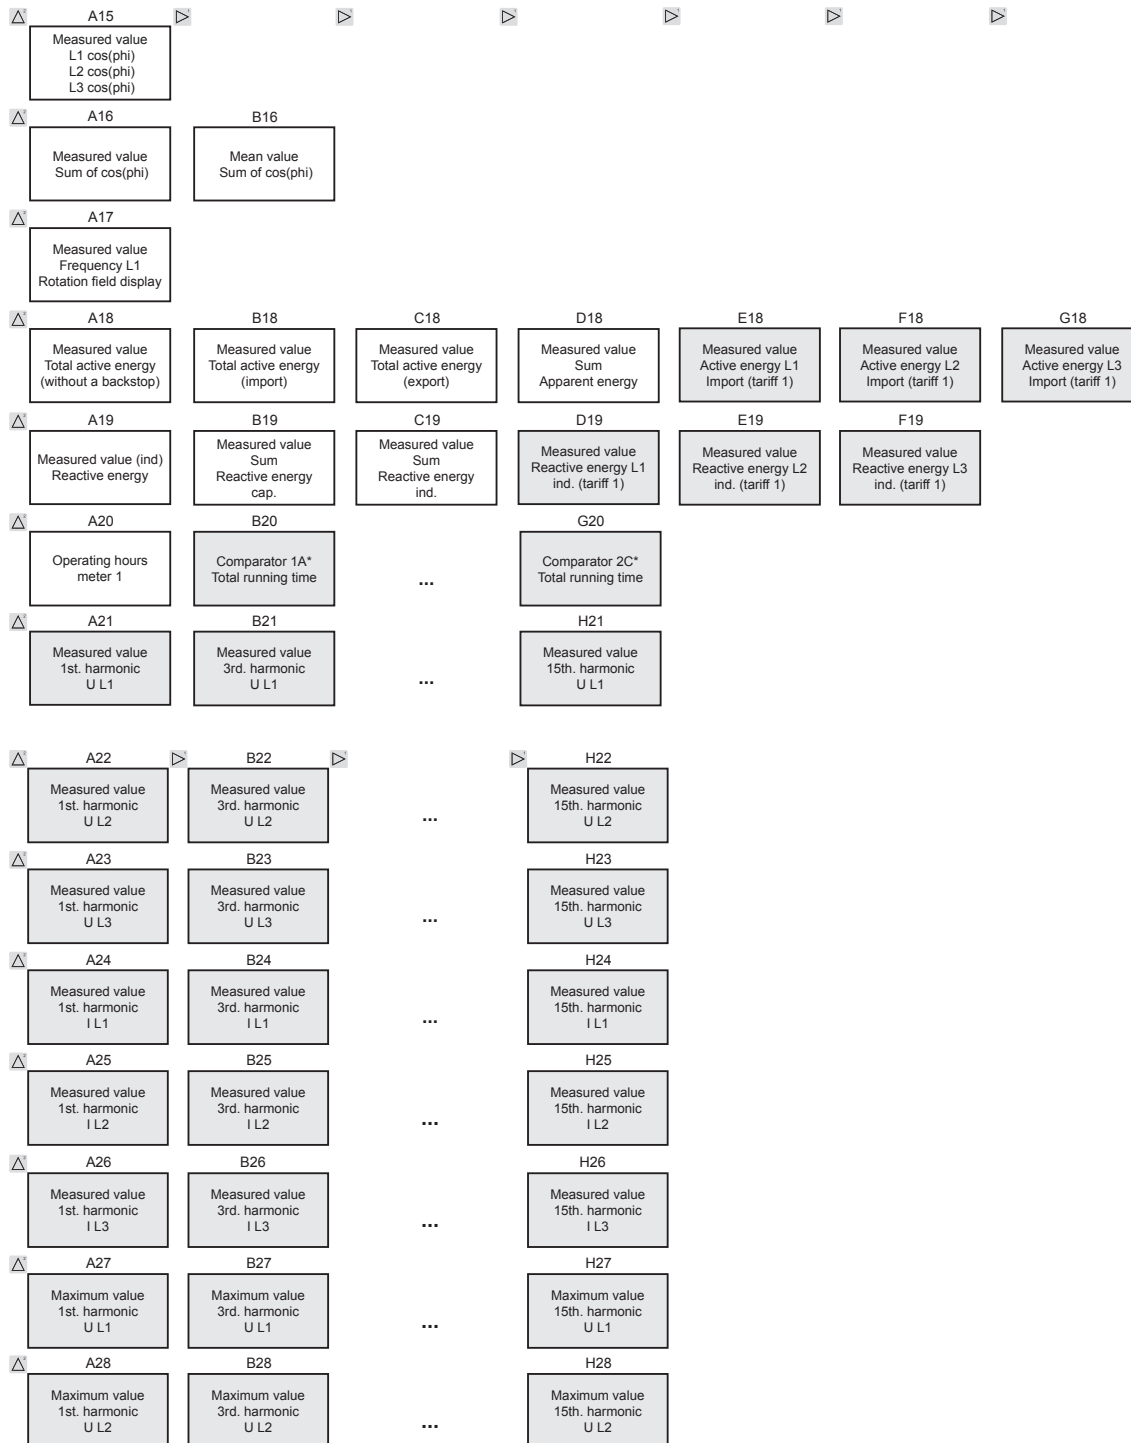 A15
Measured value
L1 cos(phi)
L2 cos(phi)
L3 cos(phi)
A16
Measured value
Sum of cos(phi)
B16
Mean value
Sum of cos(phi)
A17
Measured value
Frequency L1
Rotation field display
A18
Measured value
Total active energy
(without a backstop)
B18
Measured value
Total active energy
(import)
C18
Measured value
Total active energy
(export)
D18
Measured value
Sum
Apparent energy
E18
Measured value
Active energy L1
Import (tariff 1)
F18
Measured value
Active energy L2
Import (tariff 1)
G18
Measured value
Active energy L3
Import (tariff 1)
A19
Measured value (ind)
Reactive energy
B19
Measured value
Sum
Reactive energy
cap.
C19
Measured value
Sum
Reactive energy
ind.
D19
Measured value
Reactive energy L1
ind. (tariff 1)
E19
Measured value
Reactive energy L2
ind. (tariff 1)
F19
Measured value
Reactive energy L3
ind. (tariff 1)
A20
Operating hours
meter 1
B20
Comparator 1A*
Total running time
...
G20
Comparator 2C*
Total running time
A21
Measured value
1st. harmonic
U L1
B21
Measured value
3rd. harmonic
U L1
...
H21
Measured value
15th. harmonic
U L1
A22
Measured value
1st. harmonic
U L2
B22
Measured value
3rd. harmonic
U L2
...
H22
Measured value
15th. harmonic
U L2
A23
Measured value
1st. harmonic
U L3
B23
Measured value
3rd. harmonic
U L3
...
H23
Measured value
15th. harmonic
U L3
A24
Measured value
1st. harmonic
I L1
B24
Measured value
3rd. harmonic
I L1
...
H24
Measured value
15th. harmonic
I L1
A25
Measured value
1st. harmonic
I L2
B25
Measured value
3rd. harmonic
I L2
...
H25
Measured value
15th. harmonic
I L2
A26
Measured value
1st. harmonic
I L3
B26
Measured value
3rd. harmonic
I L3
...
H26
Measured value
15th. harmonic
I L3
A27
Maximum value
1st. harmonic
U L1
B27
Maximum value
3rd. harmonic
U L1
...
H27
Maximum value
15th. harmonic
U L1
A28
Maximum value
1st. harmonic
U L2
B28
Maximum value
3rd. harmonic
U L2
...
H28
Maximum value
15th. harmonic
U L2